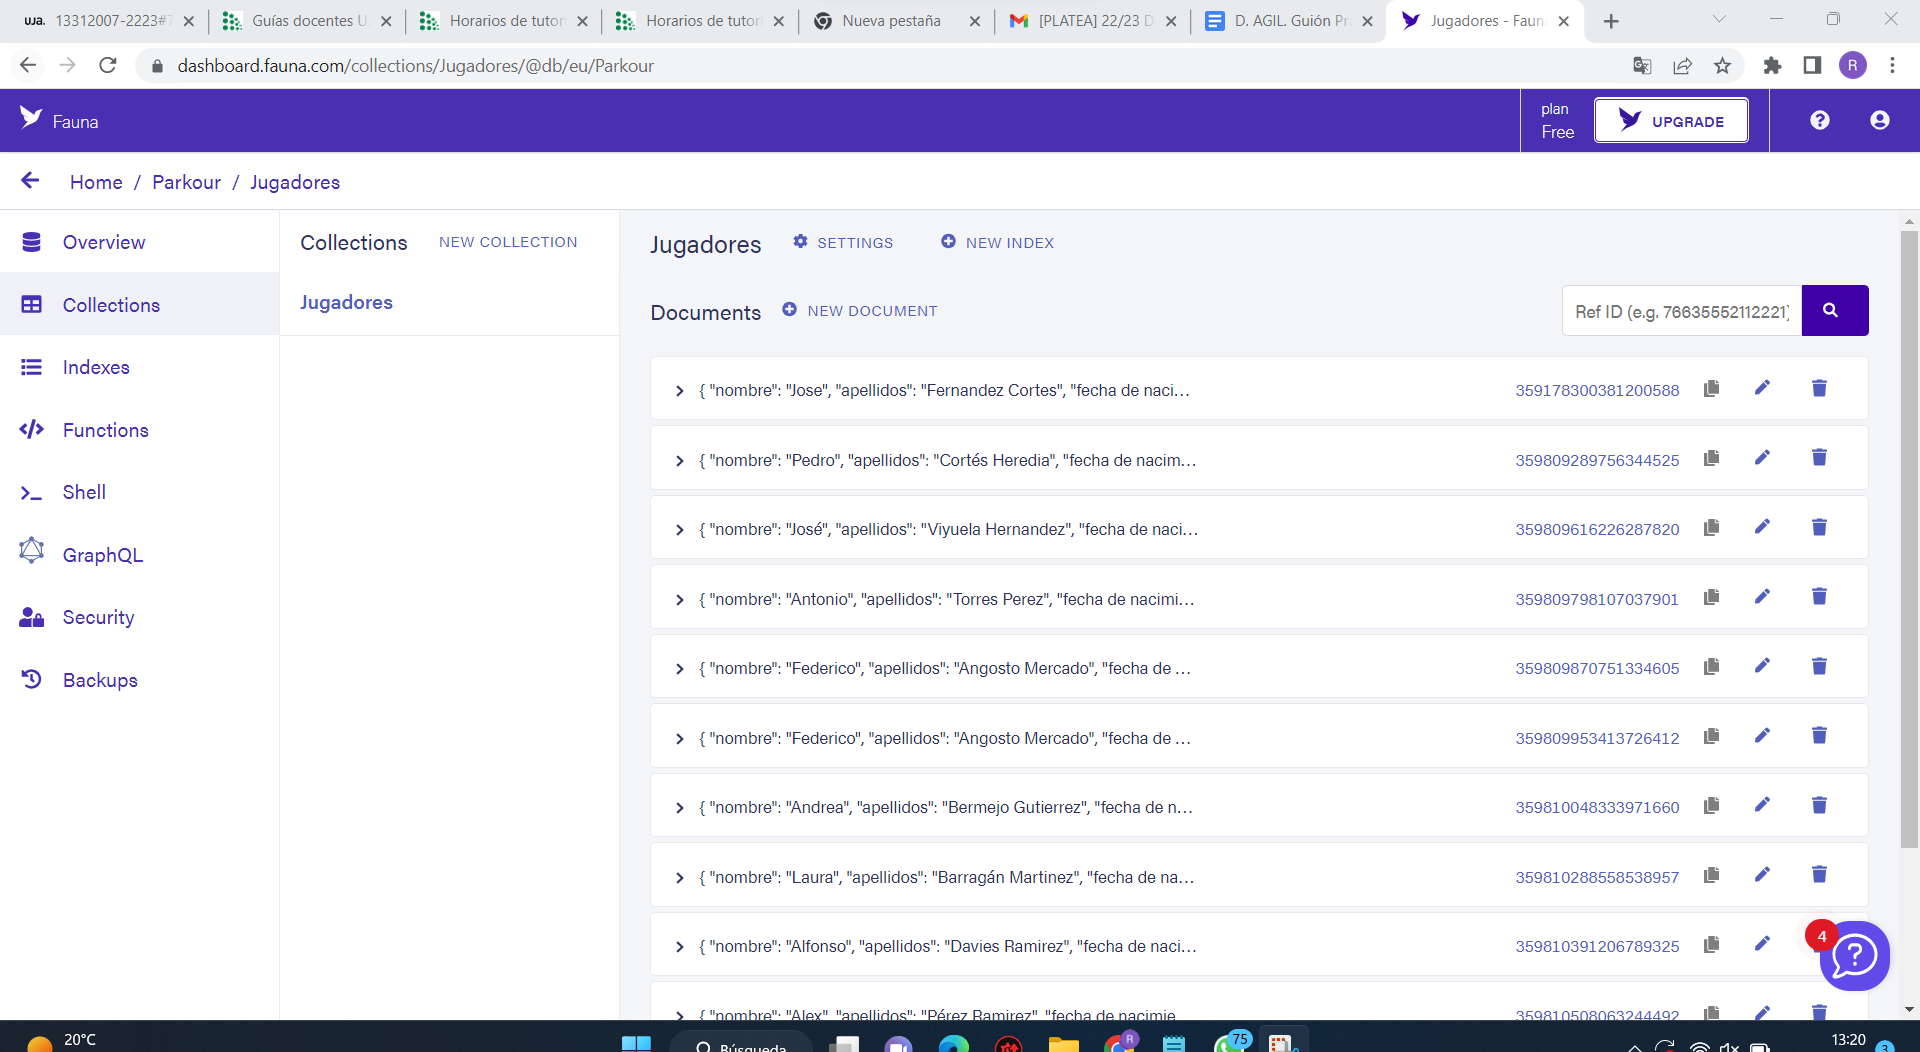 uja. 13312007-2223#7
Guías docentes U
Horarios de tutor
Horarios de tutor
Nueva pestaña
[PLATEA] 22/23 D
D. AGIL. Guión Pr
Jugadores - Faun
dashboard.fauna.com/collections/Jugadores/@db/eu/Parkour
R
Fauna
plan
Free
UPGRADE
Home / Parkour / Jugadores
Overview
Collections
Indexes
Functions
Shell
GraphQL
Security
Backups
Collections NEW COLLECTION
Jugadores
Jugadores SETTINGS NEW INDEX
Documents NEW DOCUMENT
Ref ID (e.g. 76635552112221)
{ "nombre": "Jose", "apellidos": "Fernandez Cortes", "fecha de naci... 359178300381200588
{ "nombre": "Pedro", "apellidos": "Cortés Heredia", "fecha de nacim... 359809289756344525
{ "nombre": "José", "apellidos": "Viyuela Hernandez", "fecha de naci... 359809616226287820
{ "nombre": "Antonio", "apellidos": "Torres Perez", "fecha de nacimi... 359809798107037901
{ "nombre": "Federico", "apellidos": "Angosto Mercado", "fecha de ... 359809870751334605
{ "nombre": "Federico", "apellidos": "Angosto Mercado", "fecha de ... 359809953413726412
{ "nombre": "Andrea", "apellidos": "Bermejo Gutierrez", "fecha de n... 359810048333971660
{ "nombre": "Laura", "apellidos": "Barragán Martinez", "fecha de na... 359810288558538957
{ "nombre": "Alfonso", "apellidos": "Davies Ramirez", "fecha de naci... 359810391206789325
{ "nombre": "Alex", "apellidos": "Pérez Ramirez", "fecha de nacimie... 359810508063244492
4
20°C
Búsqueda
R
75
13:20
3